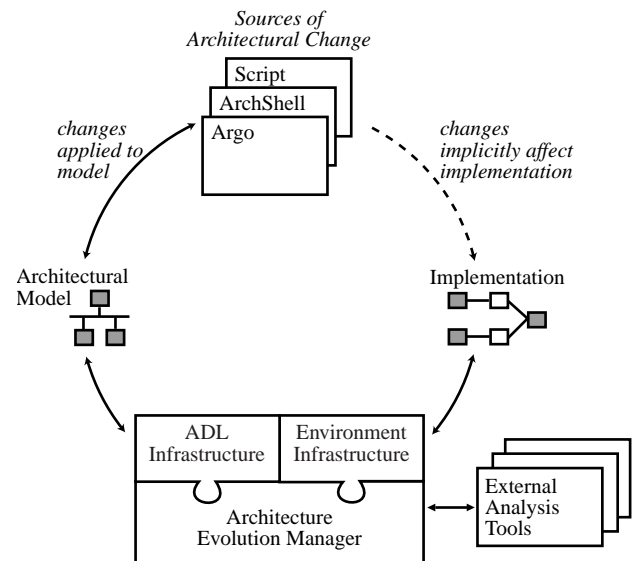 Sources of
Architectural Change
Script
ArchShell
Argo
changes
applied to
model
changes
implicitly affect
implementation
Architectural
Model
Implementation
ADL
Infrastructure
Environment
Infrastructure
Architecture
Evolution Manager
External
Analysis
Tools